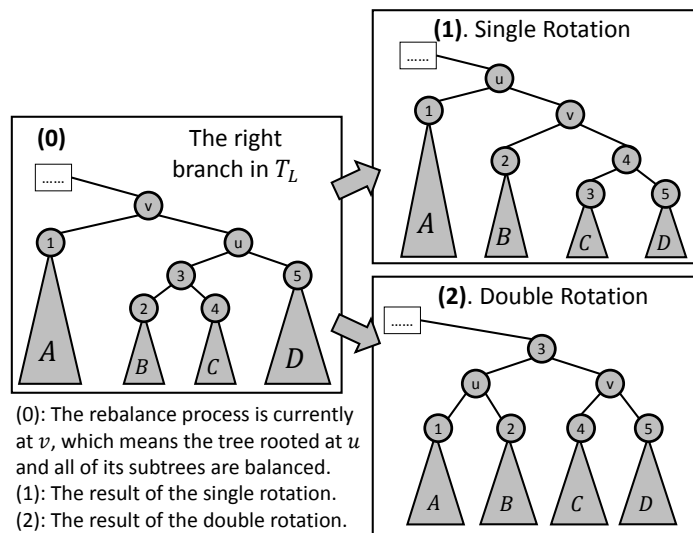 (0)
The right
branch in T_L
......
v
1
u
3
5
2
4
A
B
C
D
(1). Single Rotation
......
u
1
v
2
4
3
5
A
B
C
D
(2). Double Rotation
......
3
u
v
1
2
4
5
A
B
C
D
(0): The rebalance process is currently
at v, which means the tree rooted at u
and all of its subtrees are balanced.
(1): The result of the single rotation.
(2): The result of the double rotation.